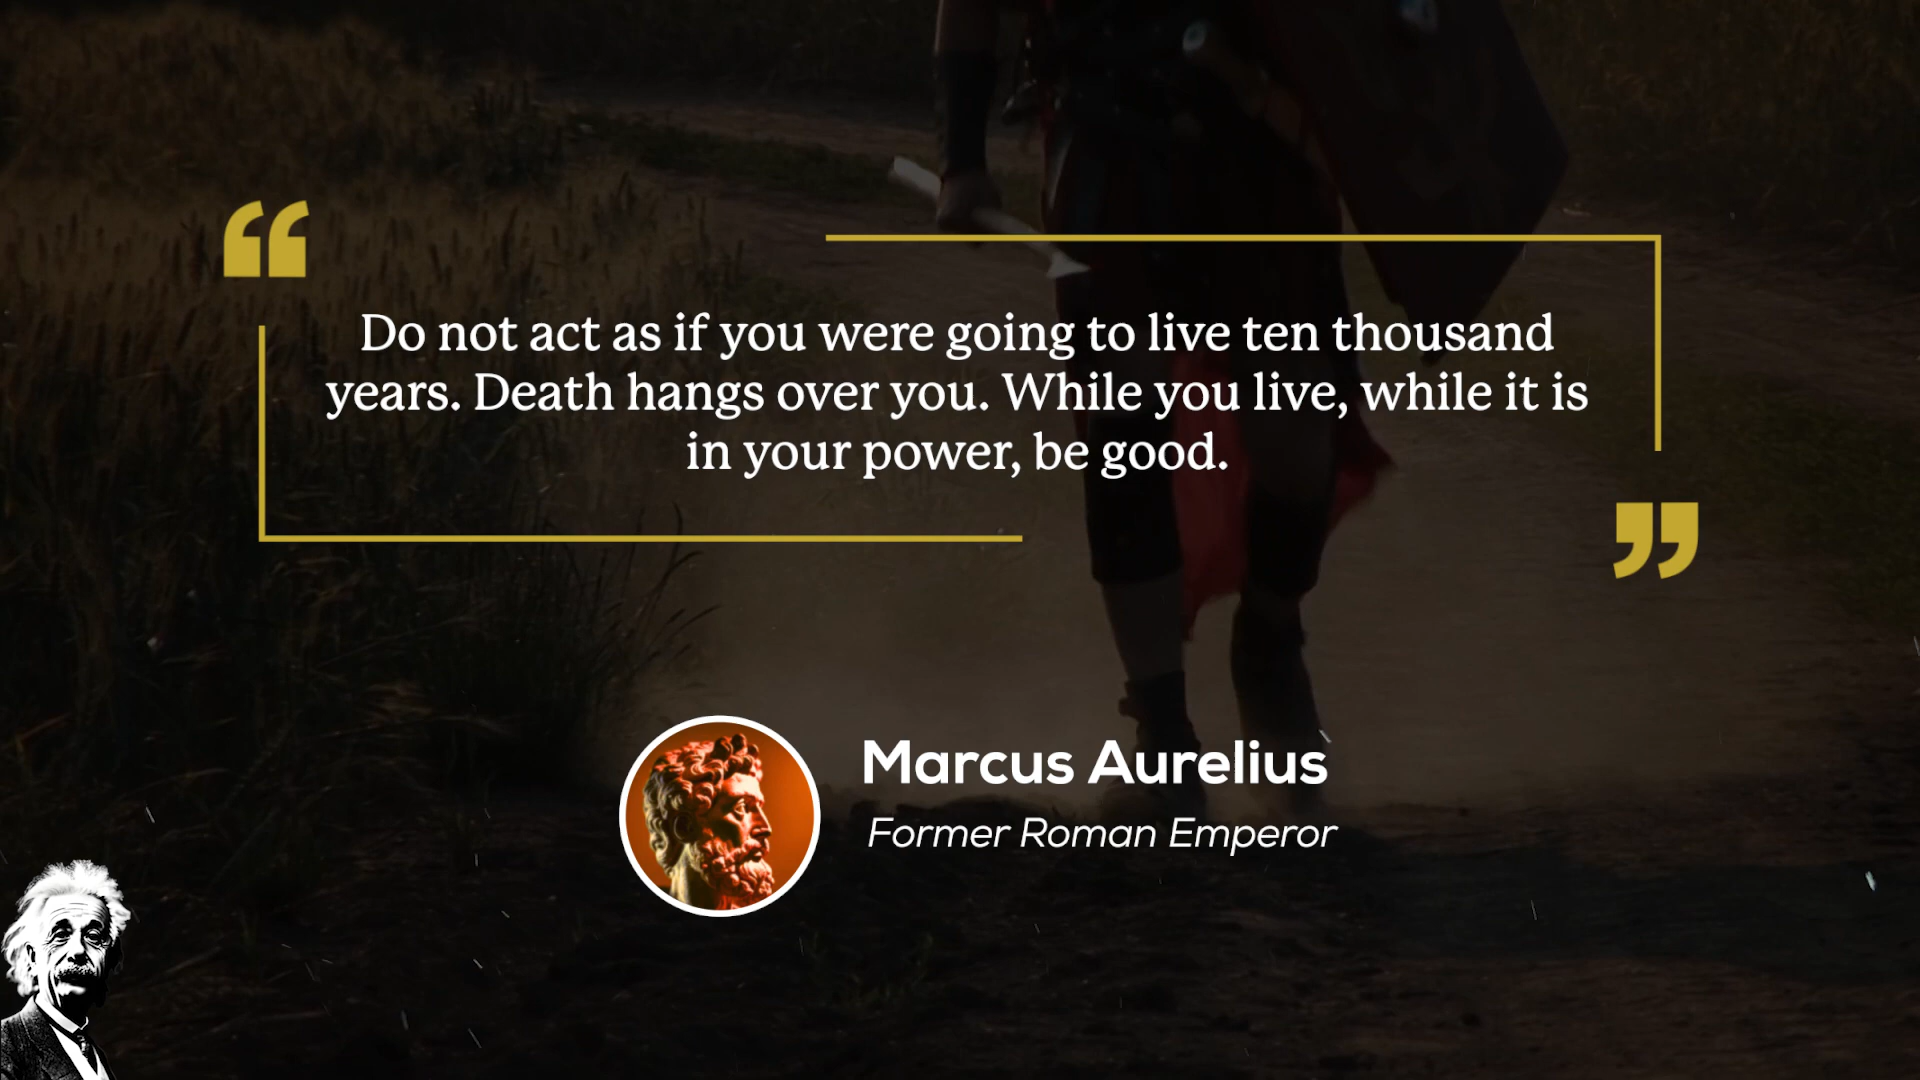 “
Do not act as if you were going to live ten thousand
years. Death hangs over you. While you live, while it is
in your power, be good.
”
Marcus Aurelius
Former Roman Emperor